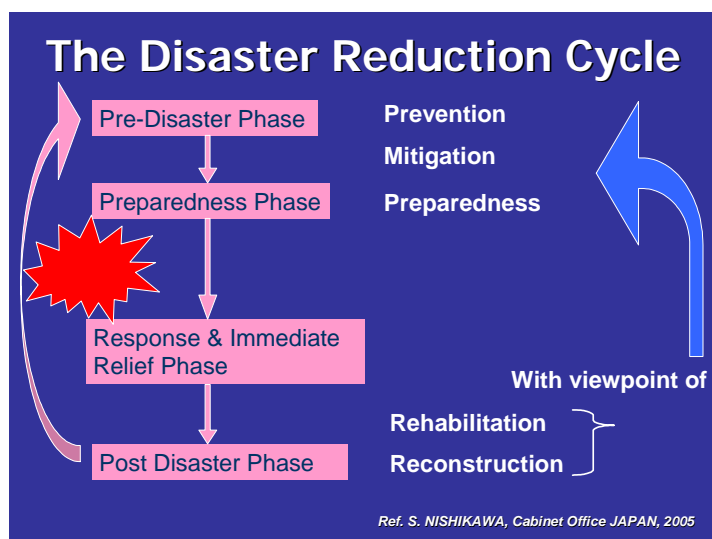 The Disaster Reduction Cycle
Pre-Disaster Phase
Prevention
Mitigation
Preparedness Phase
Preparedness
Response & Immediate
Relief Phase
With viewpoint of
Rehabilitation
Post Disaster Phase
Reconstruction
Ref. S. NISHIKAWA, Cabinet Office JAPAN, 2005